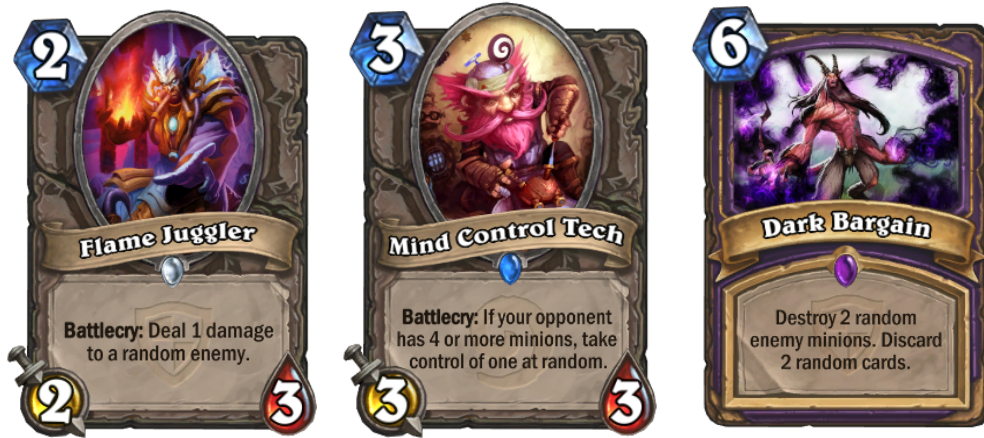 2
Flame Juggler
Battlecry: Deal 1 damage
to a random enemy.
2
3
3
Mind Control Tech
Battlecry: If your opponent
has 4 or more minions, take
control of one at random.
3
3
6
Dark Bargain
Destroy 2 random
enemy minions. Discard
2 random cards.